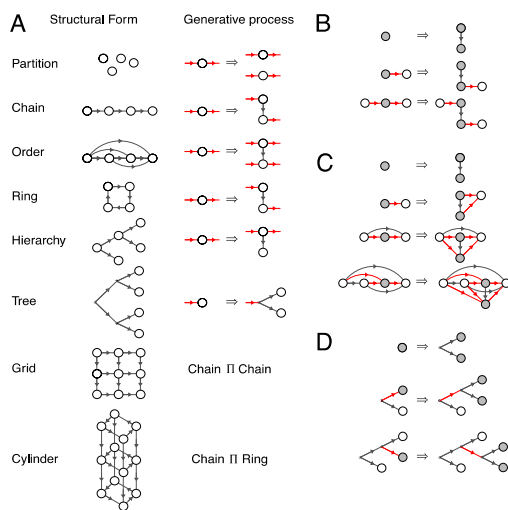 A
Structural Form
Generative process
Partition
Chain
Order
Ring
Hierarchy
Tree
Grid
Chain Π Chain
Cylinder
Chain Π Ring
B
C
D